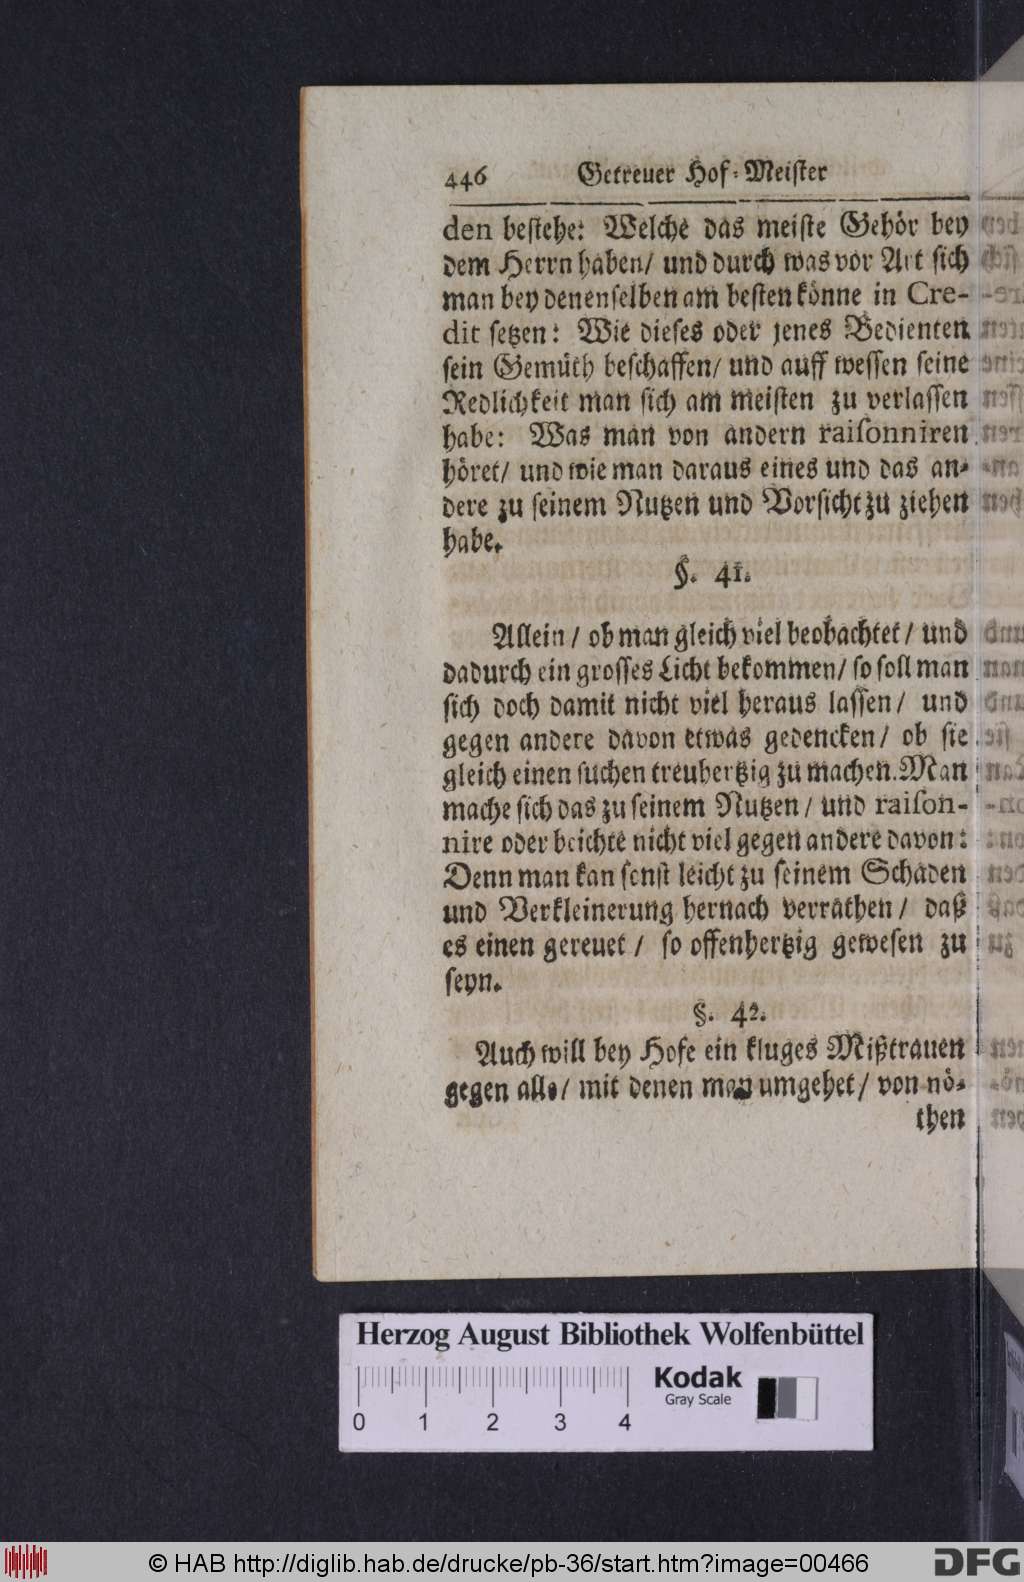 446 Getreuer Hof-Meister
den bestehe: Welche das meiste Gehör bey
dem Herrn haben/ und durch was vor Art sich
man bey denenselben am besten könne in Cre-
dit setzen: Wie dieses oder jenes Bedienten
sein Gemüth beschaffen/ und auff wessen seine
Redlichkeit man sich am meisten zu verlassen
habe: Was man von andern raisonniren
höret/ und wie man daraus eines und das an-
dere zu seinem Nutzen und Vorsicht zu ziehen
habe.
§. 41.
Allein/ ob man gleich viel beobachtet/ und
dadurch ein grosses Licht bekommen/ so soll man
sich doch damit nicht viel heraus lassen/ und
gegen andere davon etwas gedencken/ ob sie
gleich einen suchen treuhertzig zu machen. Man
mache sich das zu seinem Nutzen/ und raison-
nire oder beichte nicht viel gegen andere davon:
Denn man kan sonst leicht zu seinem Schaden
und Verkleinerung hernach verrathen/ daß
es einen gereuet/ so offenhertzig gewesen zu
seyn.
§. 42.
Auch will bey Hofe ein kluges Mißtrauen
gegen alle/ mit denen man umgehet/ von nö-
then
Herzog August Bibliothek Wolfenbüttel
Kodak
Gray Scale
0 1 2 3 4
© HAB http://diglib.hab.de/drucke/pb-36/start.htm?image=00466
DFG